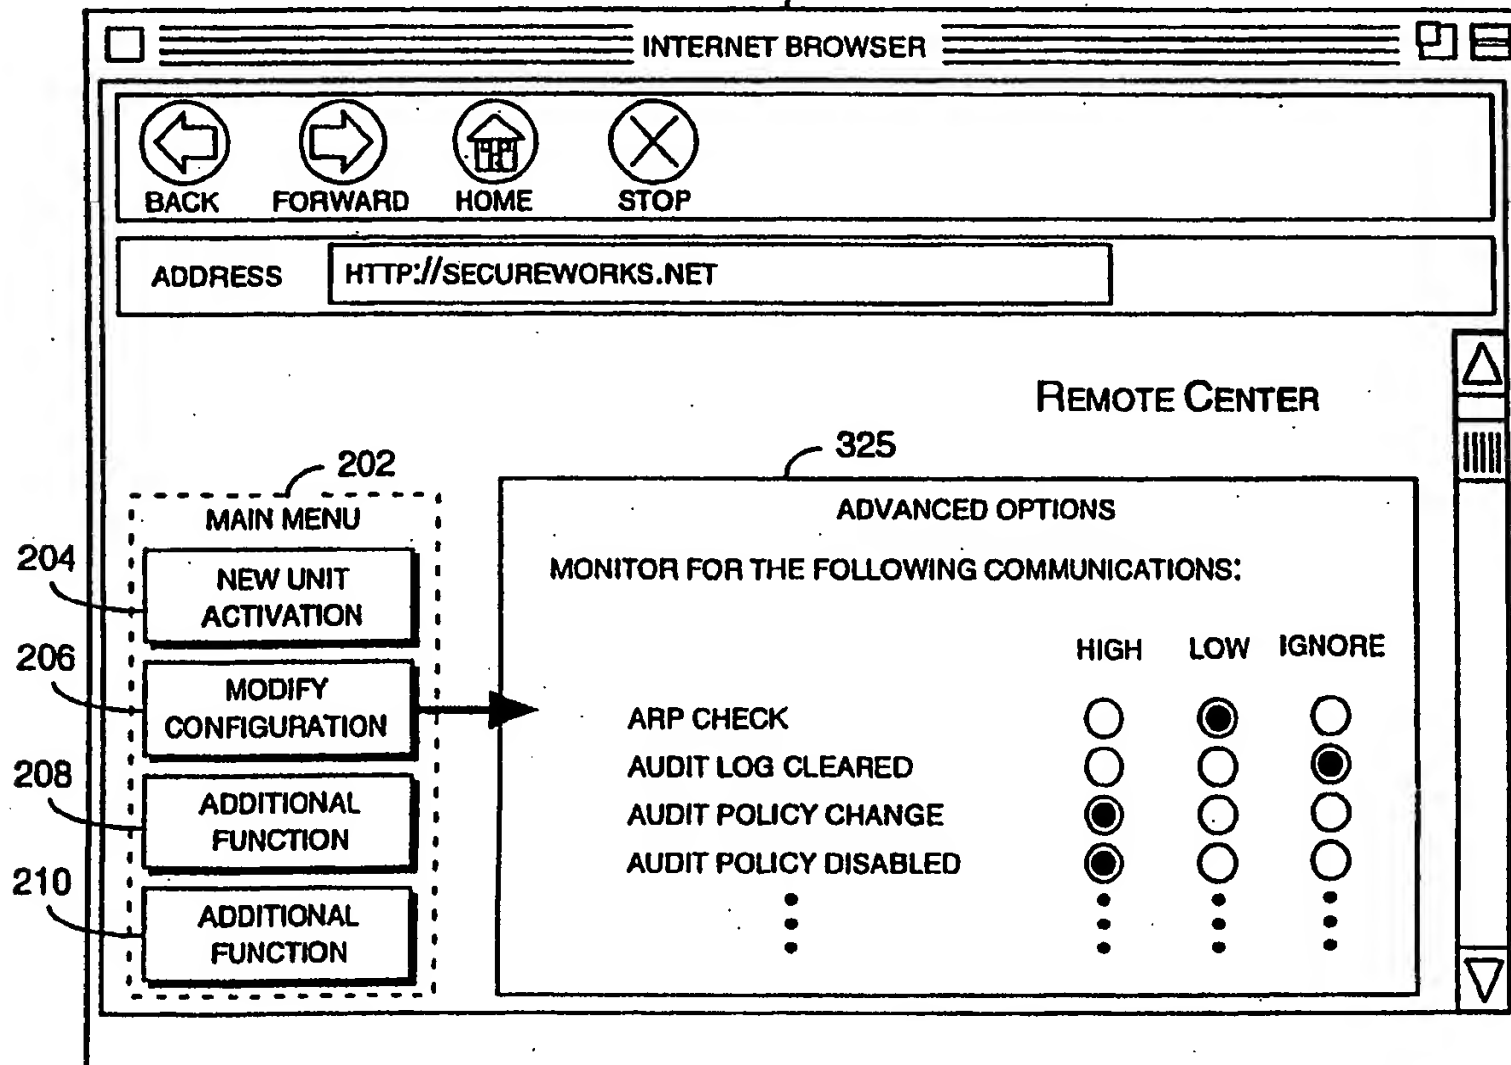 INTERNET BROWSER
BACK FORWARD HOME STOP
ADDRESS HTTP://SECUREWORKS.NET
REMOTE CENTER
202
325
MAIN MENU
204
NEW UNIT
ACTIVATION
206
MODIFY
CONFIGURATION
208
ADDITIONAL
FUNCTION
210
ADDITIONAL
FUNCTION
ADVANCED OPTIONS
MONITOR FOR THE FOLLOWING COMMUNICATIONS:
HIGH LOW IGNORE
ARP CHECK
AUDIT LOG CLEARED
AUDIT POLICY CHANGE
AUDIT POLICY DISABLED